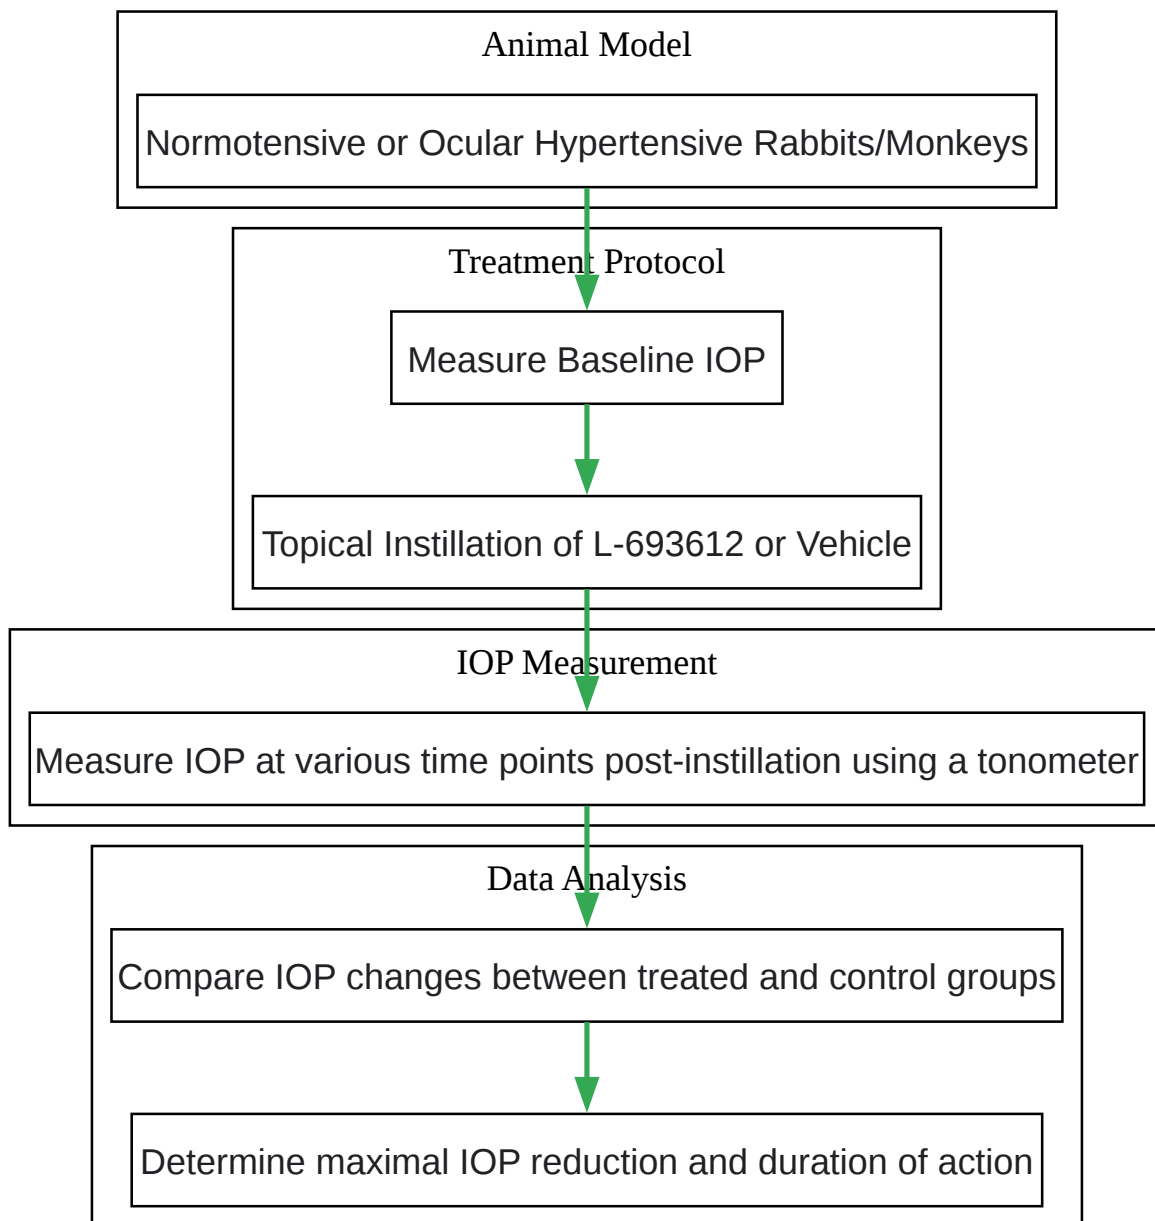 Animal Model
Normotensive or Ocular Hypertensive Rabbits/Monkeys
Treatment Protocol
Measure Baseline IOP
Topical Instillation of L-693612 or Vehicle
IOP Measurement
Measure IOP at various time points post-instillation using a tonometer
Data Analysis
Compare IOP changes between treated and control groups
Determine maximal IOP reduction and duration of action